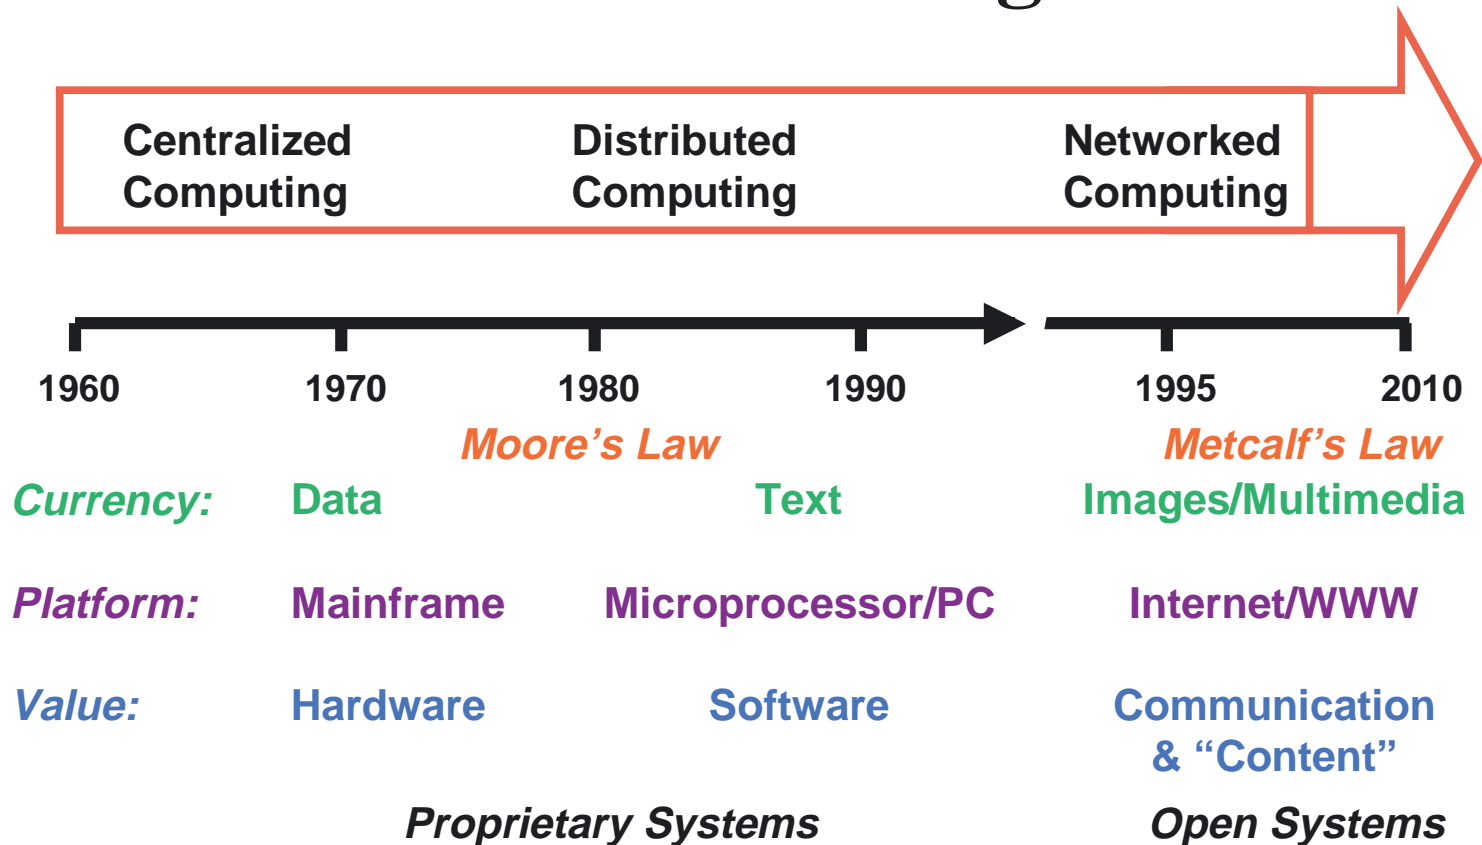 Centralized Computing
Distributed Computing
Networked Computing
1960 1970 1980 1990 1995 2010
Moore’s Law Metcalf’s Law
Currency: Data Text Images/Multimedia
Platform: Mainframe Microprocessor/PC Internet/WWW
Value: Hardware Software Communication & “Content”
Proprietary Systems Open Systems